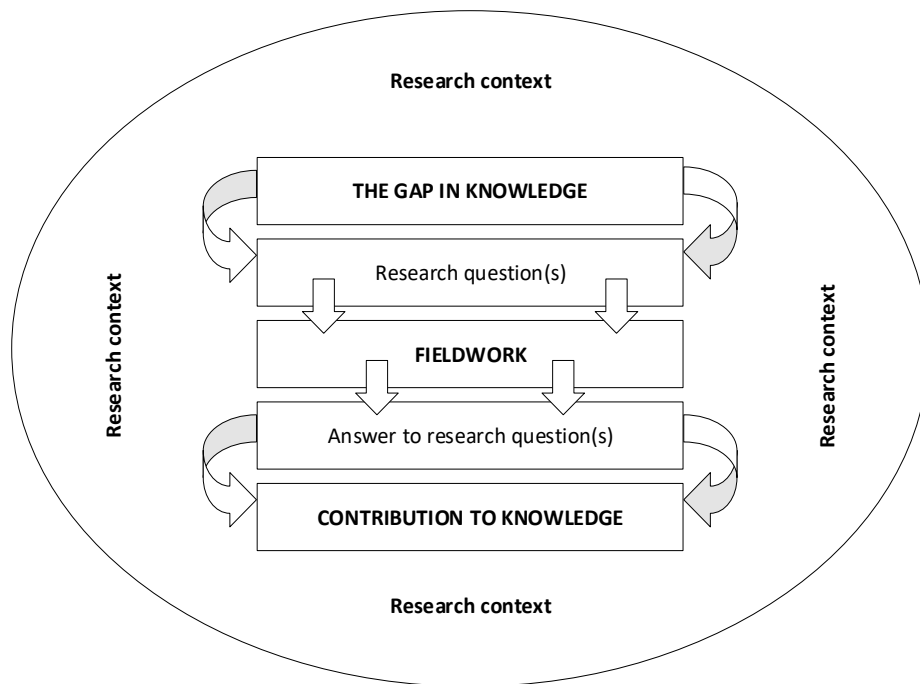 Research context
THE GAP IN KNOWLEDGE
Research question(s)
Research context
FIELDWORK
Research context
Answer to research question(s)
CONTRIBUTION TO KNOWLEDGE
Research context